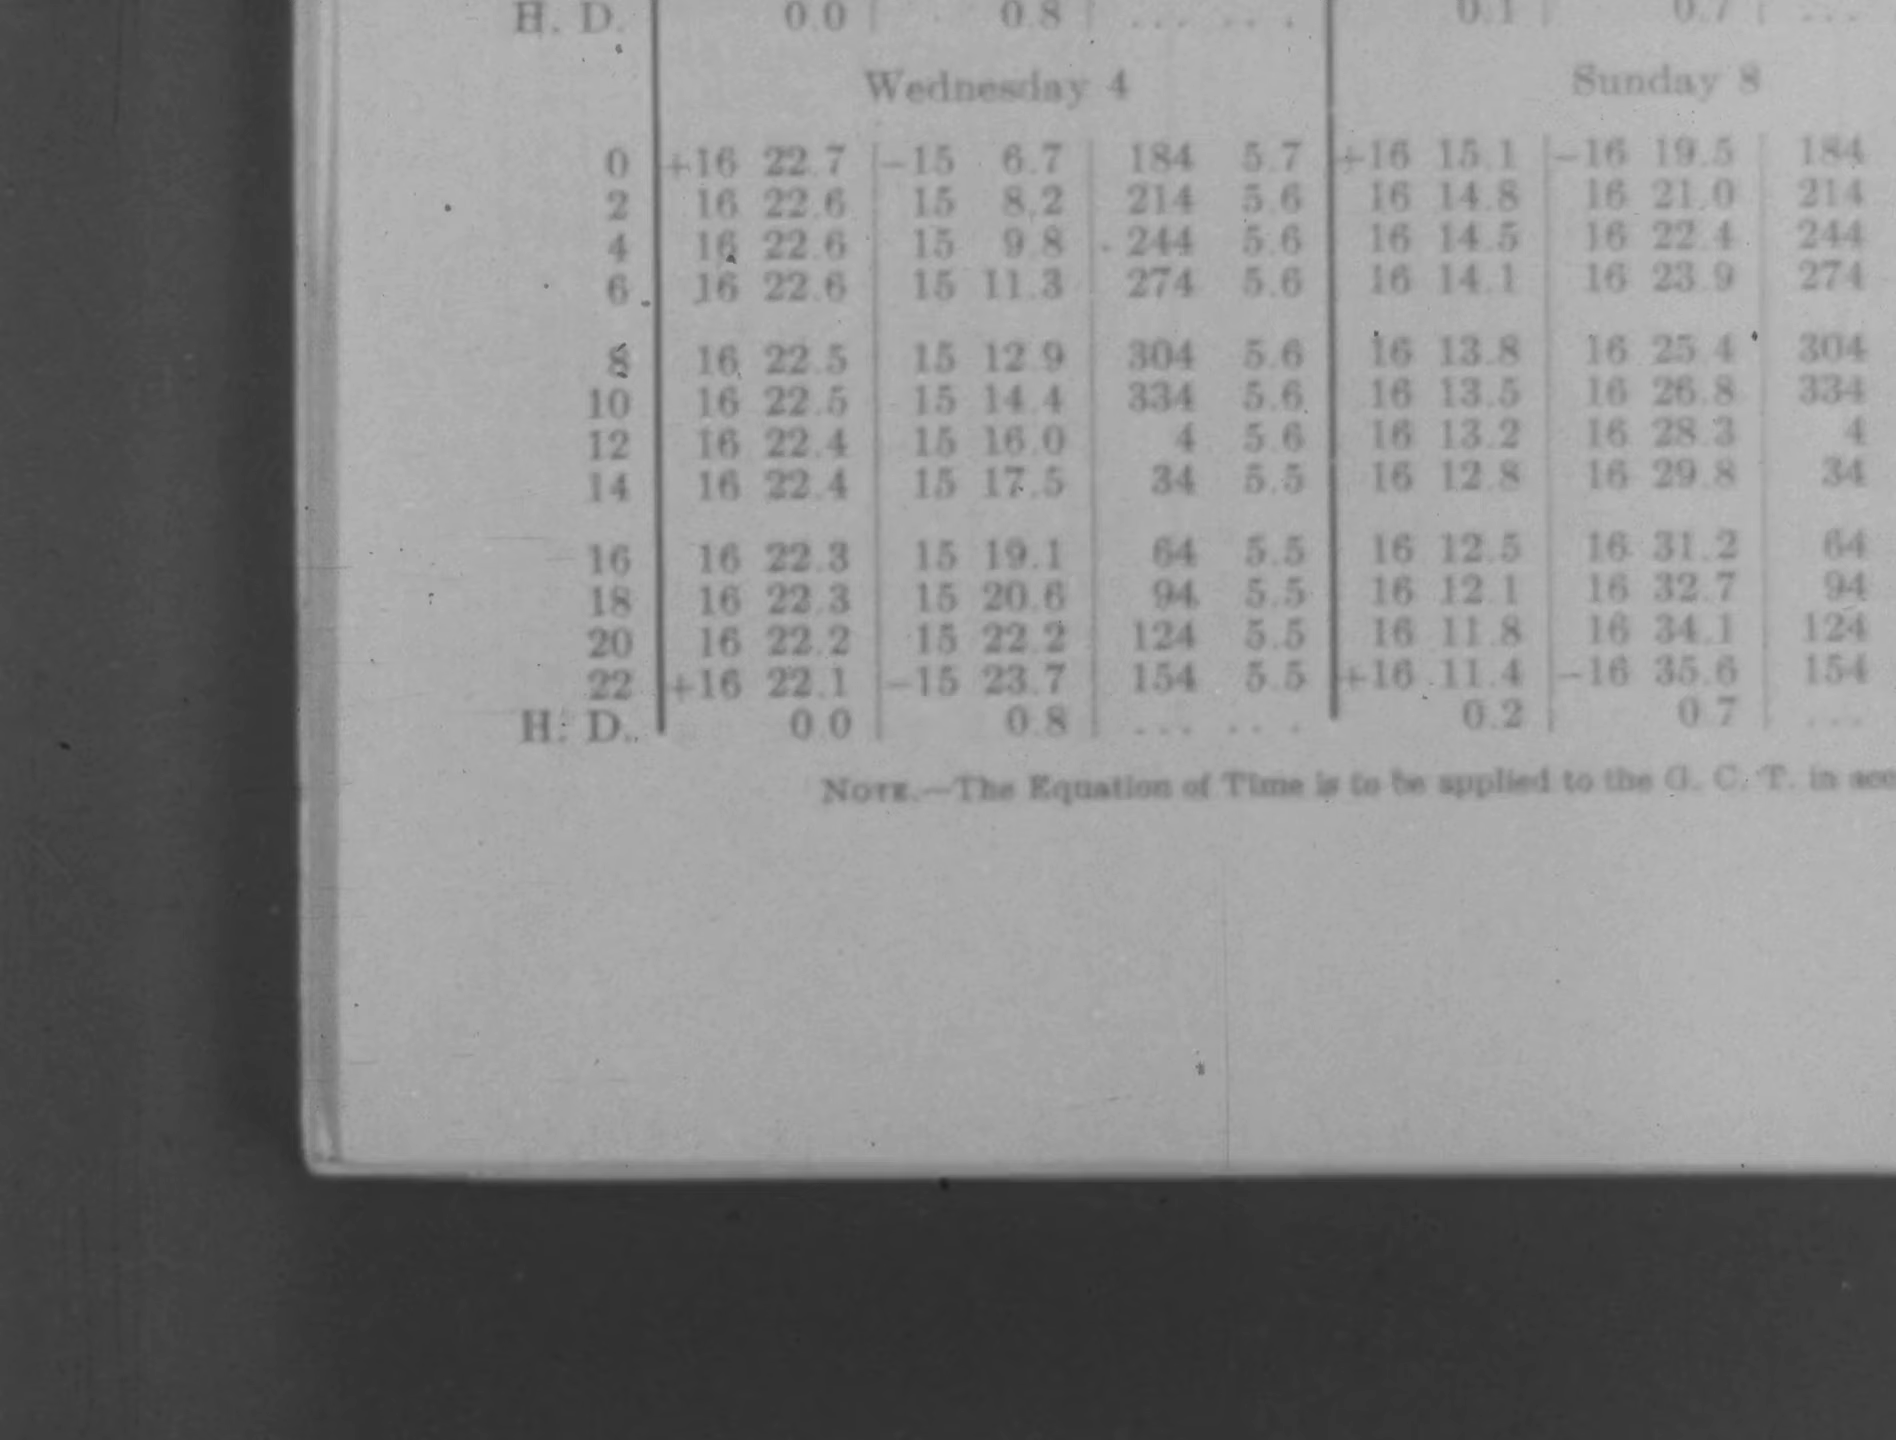 H. D. 0.0 0.8 ... ... 0.1 0.7 ...
Wednesday 4 Sunday 8
0 +16 22.7 -15 6.7 184 5.7 +16 15.1 -16 19.5 184
2 16 22.6 15 8.2 214 5.6 16 14.8 16 21.0 214
4 16 22.6 15 9.8 244 5.6 16 14.5 16 22.4 244
6 16 22.6 15 11.3 274 5.6 16 14.1 16 23.9 274
8 16 22.5 15 12.9 304 5.6 16 13.8 16 25.4 304
10 16 22.5 15 14.4 334 5.6 16 13.5 16 26.8 334
12 16 22.4 15 16.0 4 5.6 16 13.2 16 28.3 4
14 16 22.4 15 17.5 34 5.5 16 12.8 16 29.8 34
16 16 22.3 15 19.1 64 5.5 16 12.5 16 31.2 64
18 16 22.3 15 20.6 94 5.5 16 12.1 16 32.7 94
20 16 22.2 15 22.2 124 5.5 16 11.8 16 34.1 124
22 +16 22.1 -15 23.7 154 5.5 +16 11.4 -16 35.6 154
H. D. 0.0 0.8 ... ... 0.2 0.7 ...
NOTE.—The Equation of Time is to be applied to the G. C. T. in acc